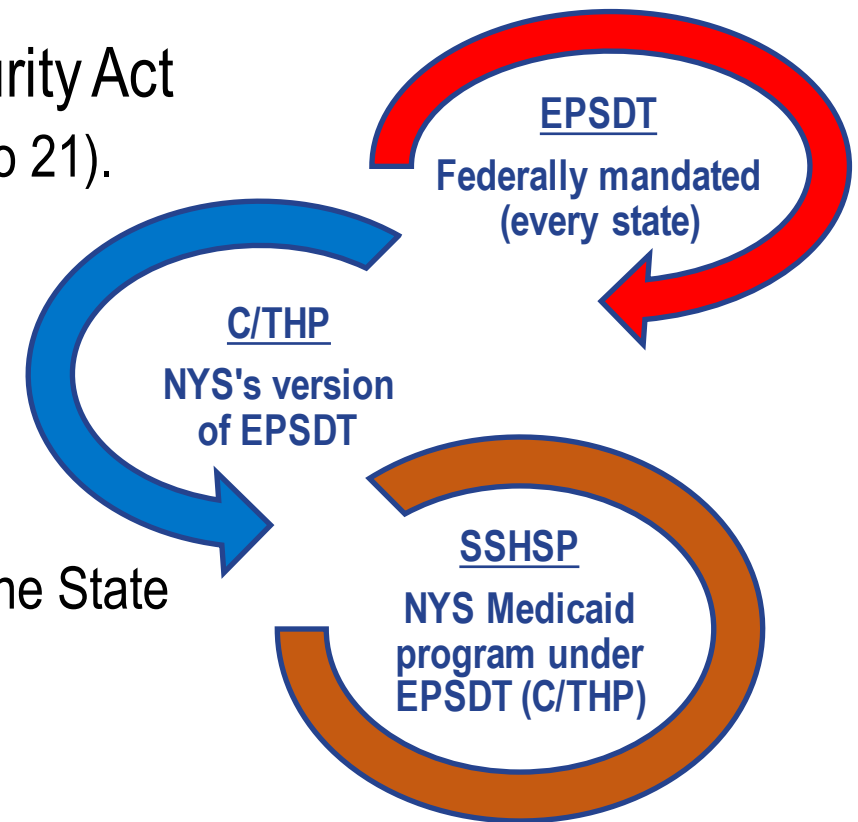 urity Act
o 21).
EPSDT
Federally mandated
(every state)
C/THP
NYS's version
of EPSDT
he State
SSHSP
NYS Medicaid
program under
EPSDT (C/THP)